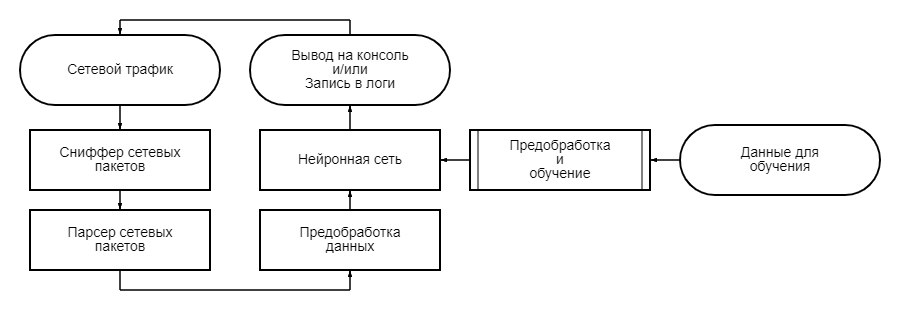 Сетевой трафик
Вывод на консоль
и/или
Запись в логи
Сниффер сетевых
пакетов
Нейронная сеть
Предобработка
и
обучение
Данные для
обучения
Парсер сетевых
пакетов
Предобработка
данных